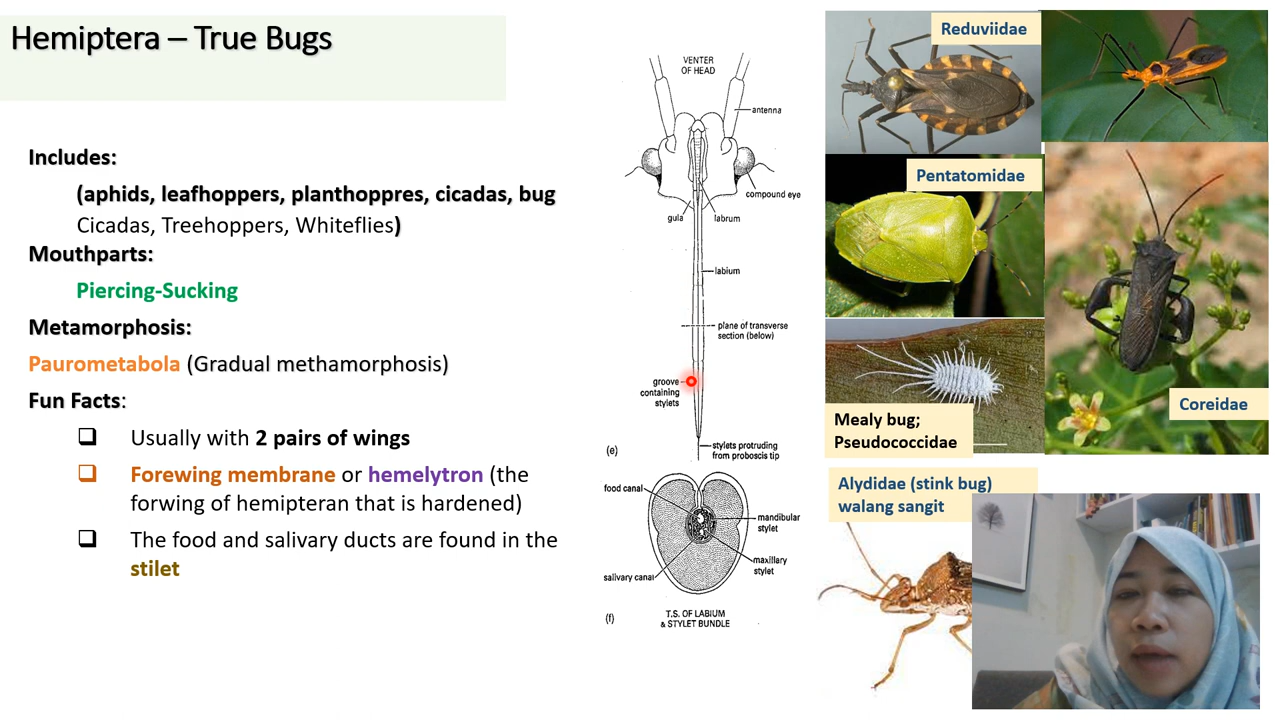 Hemiptera – True Bugs
Includes:
(aphids, leafhoppers, planthoppres, cicadas, bug
Cicadas, Treehoppers, Whiteflies)
Mouthparts:
Piercing-Sucking
Metamorphosis:
Paurometabola (Gradual methamorphosis)
Fun Facts:
Usually with 2 pairs of wings
Forewing membrane or hemelytron (the
forwing of hemipteran that is hardened)
The food and salivary ducts are found in the
stilet
VENTER
OF HEAD
antenna
compound eye
gula
labrum
labium
plane of transverse
section (below)
groove
containing
stylets
(e)
stylets protruding
from proboscis tip
food canal
mandibular
stylet
maxillary
stylet
salivary canal
(f)
T.S. OF LABIUM
& STYLET BUNDLE
Reduviidae
Pentatomidae
Coreidae
Mealy bug;
Pseudococcidae
Alydidae (stink bug)
walang sangit